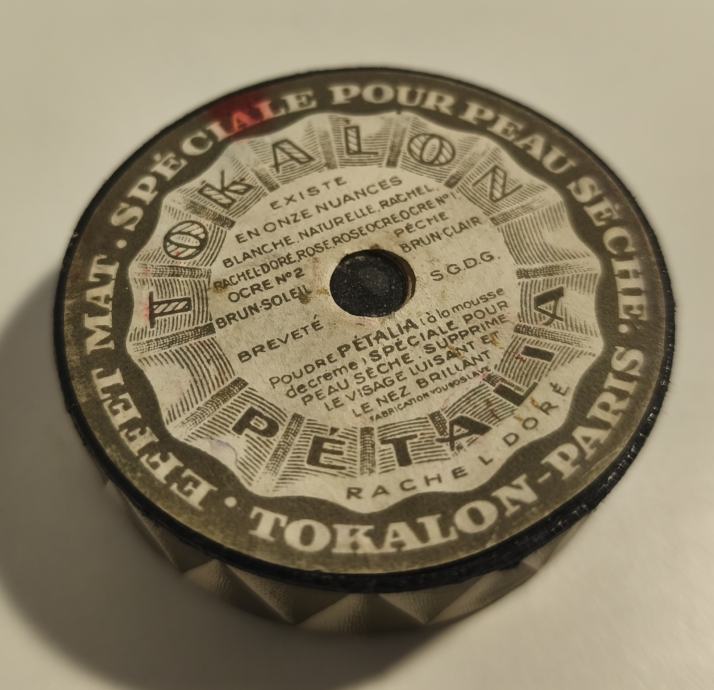 SPÉCIALE POUR PEAU SÈCHE.
EFFET MAT.
TOKALON-PARIS
TOKALON
EXISTE
EN ONZE NUANCES
BLANCHE, NATURELLE, RACHEL,
RACHEL DORÉ, ROSE, ROSE OCRE, OCRE Nº1
OCRE Nº2
PÊCHE
BRUN-SOLEIL
BRUN CLAIR
BREVETÉ
S.G.D.G.
POUDRE PÉTALIA (à la mousse
de crème) SPÉCIALE POUR
PEAU SÈCHE. SUPPRIME
LE VISAGE LUISANT ET
LE NEZ BRILLANT
PÉTALIA
RACHEL DORÉ